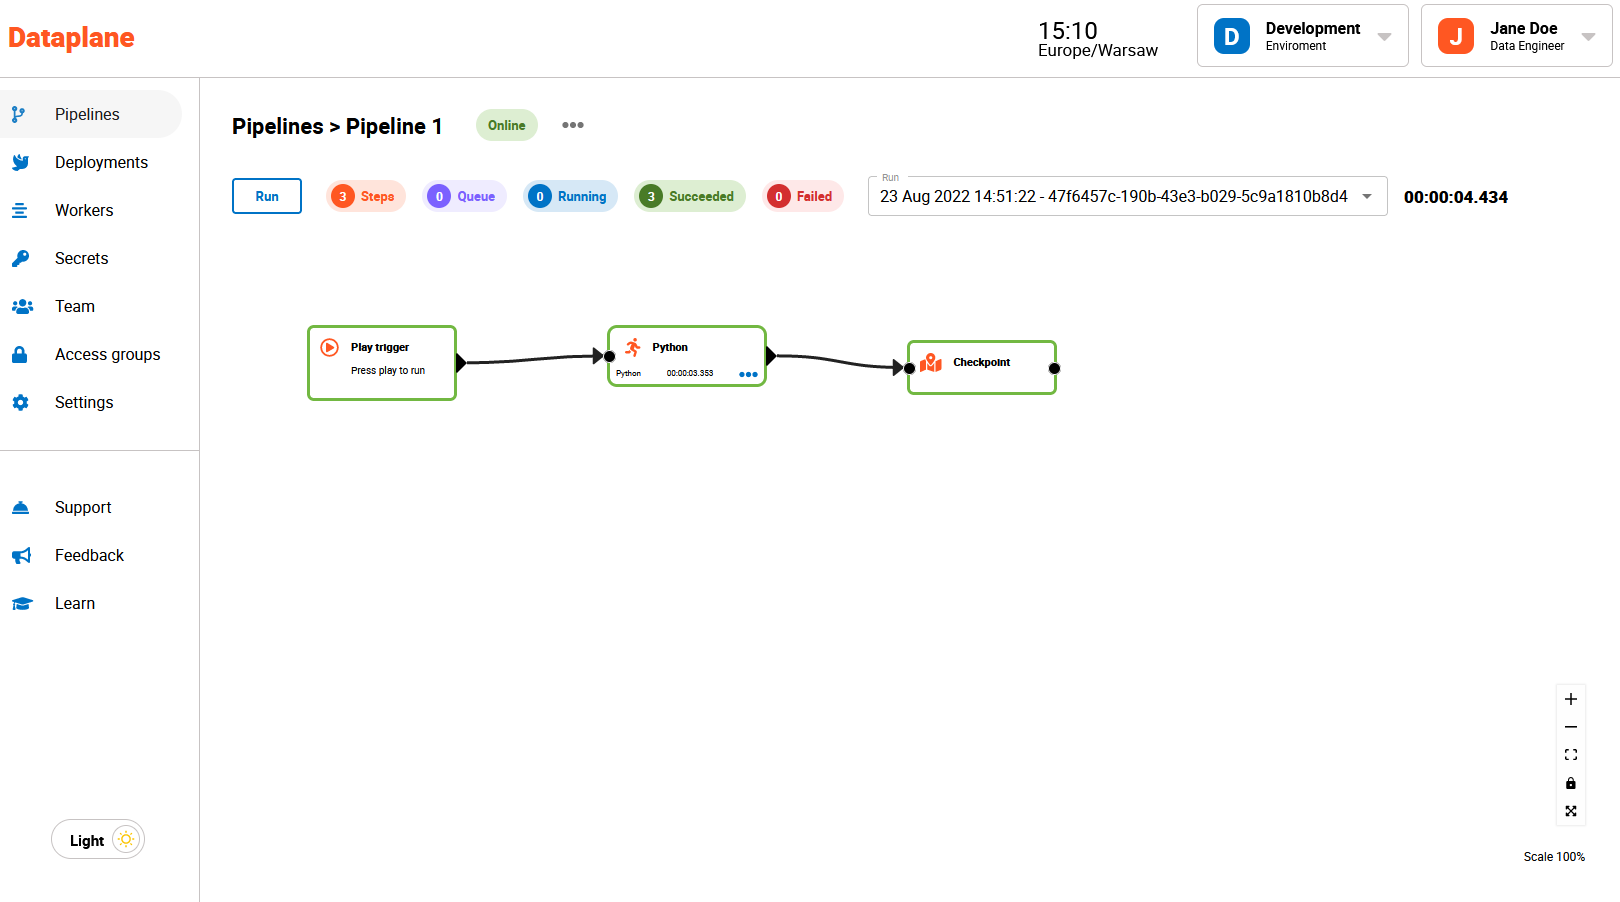 Dataplane
15:10
Europe/Warsaw
D
Development
Enviroment
J
Jane Doe
Data Engineer
Pipelines
Deployments
Workers
Secrets
Team
Access groups
Settings
Support
Feedback
Learn
Light
Pipelines > Pipeline 1
Online
Run
3 Steps
0 Queue
0 Running
3 Succeeded
0 Failed
Run
23 Aug 2022 14:51:22 - 47f6457c-190b-43e3-b029-5c9a1810b8d4
00:00:04.434
Play trigger
Press play to run
Python
Python 00:00:03.353
Checkpoint
Scale 100%